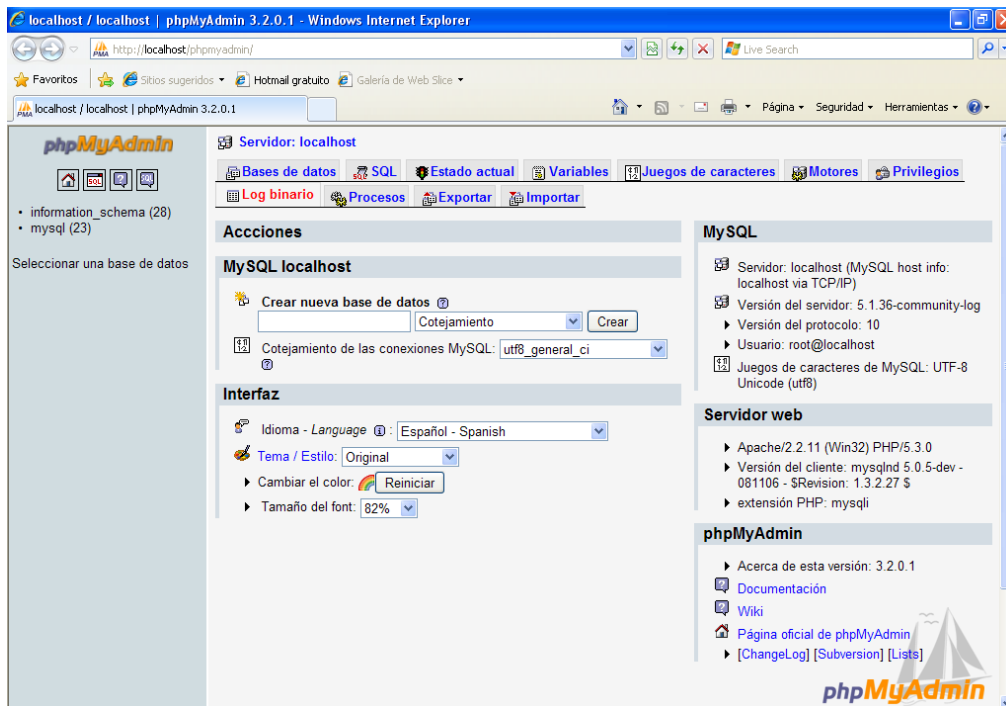 localhost / localhost | phpMyAdmin 3.2.0.1 - Windows Internet Explorer
PMA http://localhost/phpmyadmin/ Live Search
Favoritos Sitios sugeridos Hotmail gratuito Galería de Web Slice
PMA localhost / localhost | phpMyAdmin 3.2.0.1 Página Seguridad Herramientas
phpMyAdmin
SQL
information_schema (28)
mysql (23)
Seleccionar una base de datos
Servidor: localhost
Bases de datos SQL Estado actual Variables Juegos de caracteres Motores Privilegios
Log binario Procesos Exportar Importar
Accciones
MySQL localhost
Crear nueva base de datos
Cotejamiento Crear
Cotejamiento de las conexiones MySQL: utf8_general_ci
Interfaz
Idioma - Language : Español - Spanish
Tema / Estilo: Original
Cambiar el color: Reiniciar
Tamaño del font: 82%
MySQL
Servidor: localhost (MySQL host info:
localhost via TCP/IP)
Versión del servidor: 5.1.36-community-log
Versión del protocolo: 10
Usuario: root@localhost
Juegos de caracteres de MySQL: UTF-8
Unicode (utf8)
Servidor web
Apache/2.2.11 (Win32) PHP/5.3.0
Versión del cliente: mysqlnd 5.0.5-dev -
081106 - $Revision: 1.3.2.27 $
extensión PHP: mysqli
phpMyAdmin
Acerca de esta versión: 3.2.0.1
Documentación
Wiki
Página oficial de phpMyAdmin
[ChangeLog] [Subversion] [Lists]
phpMyAdmin